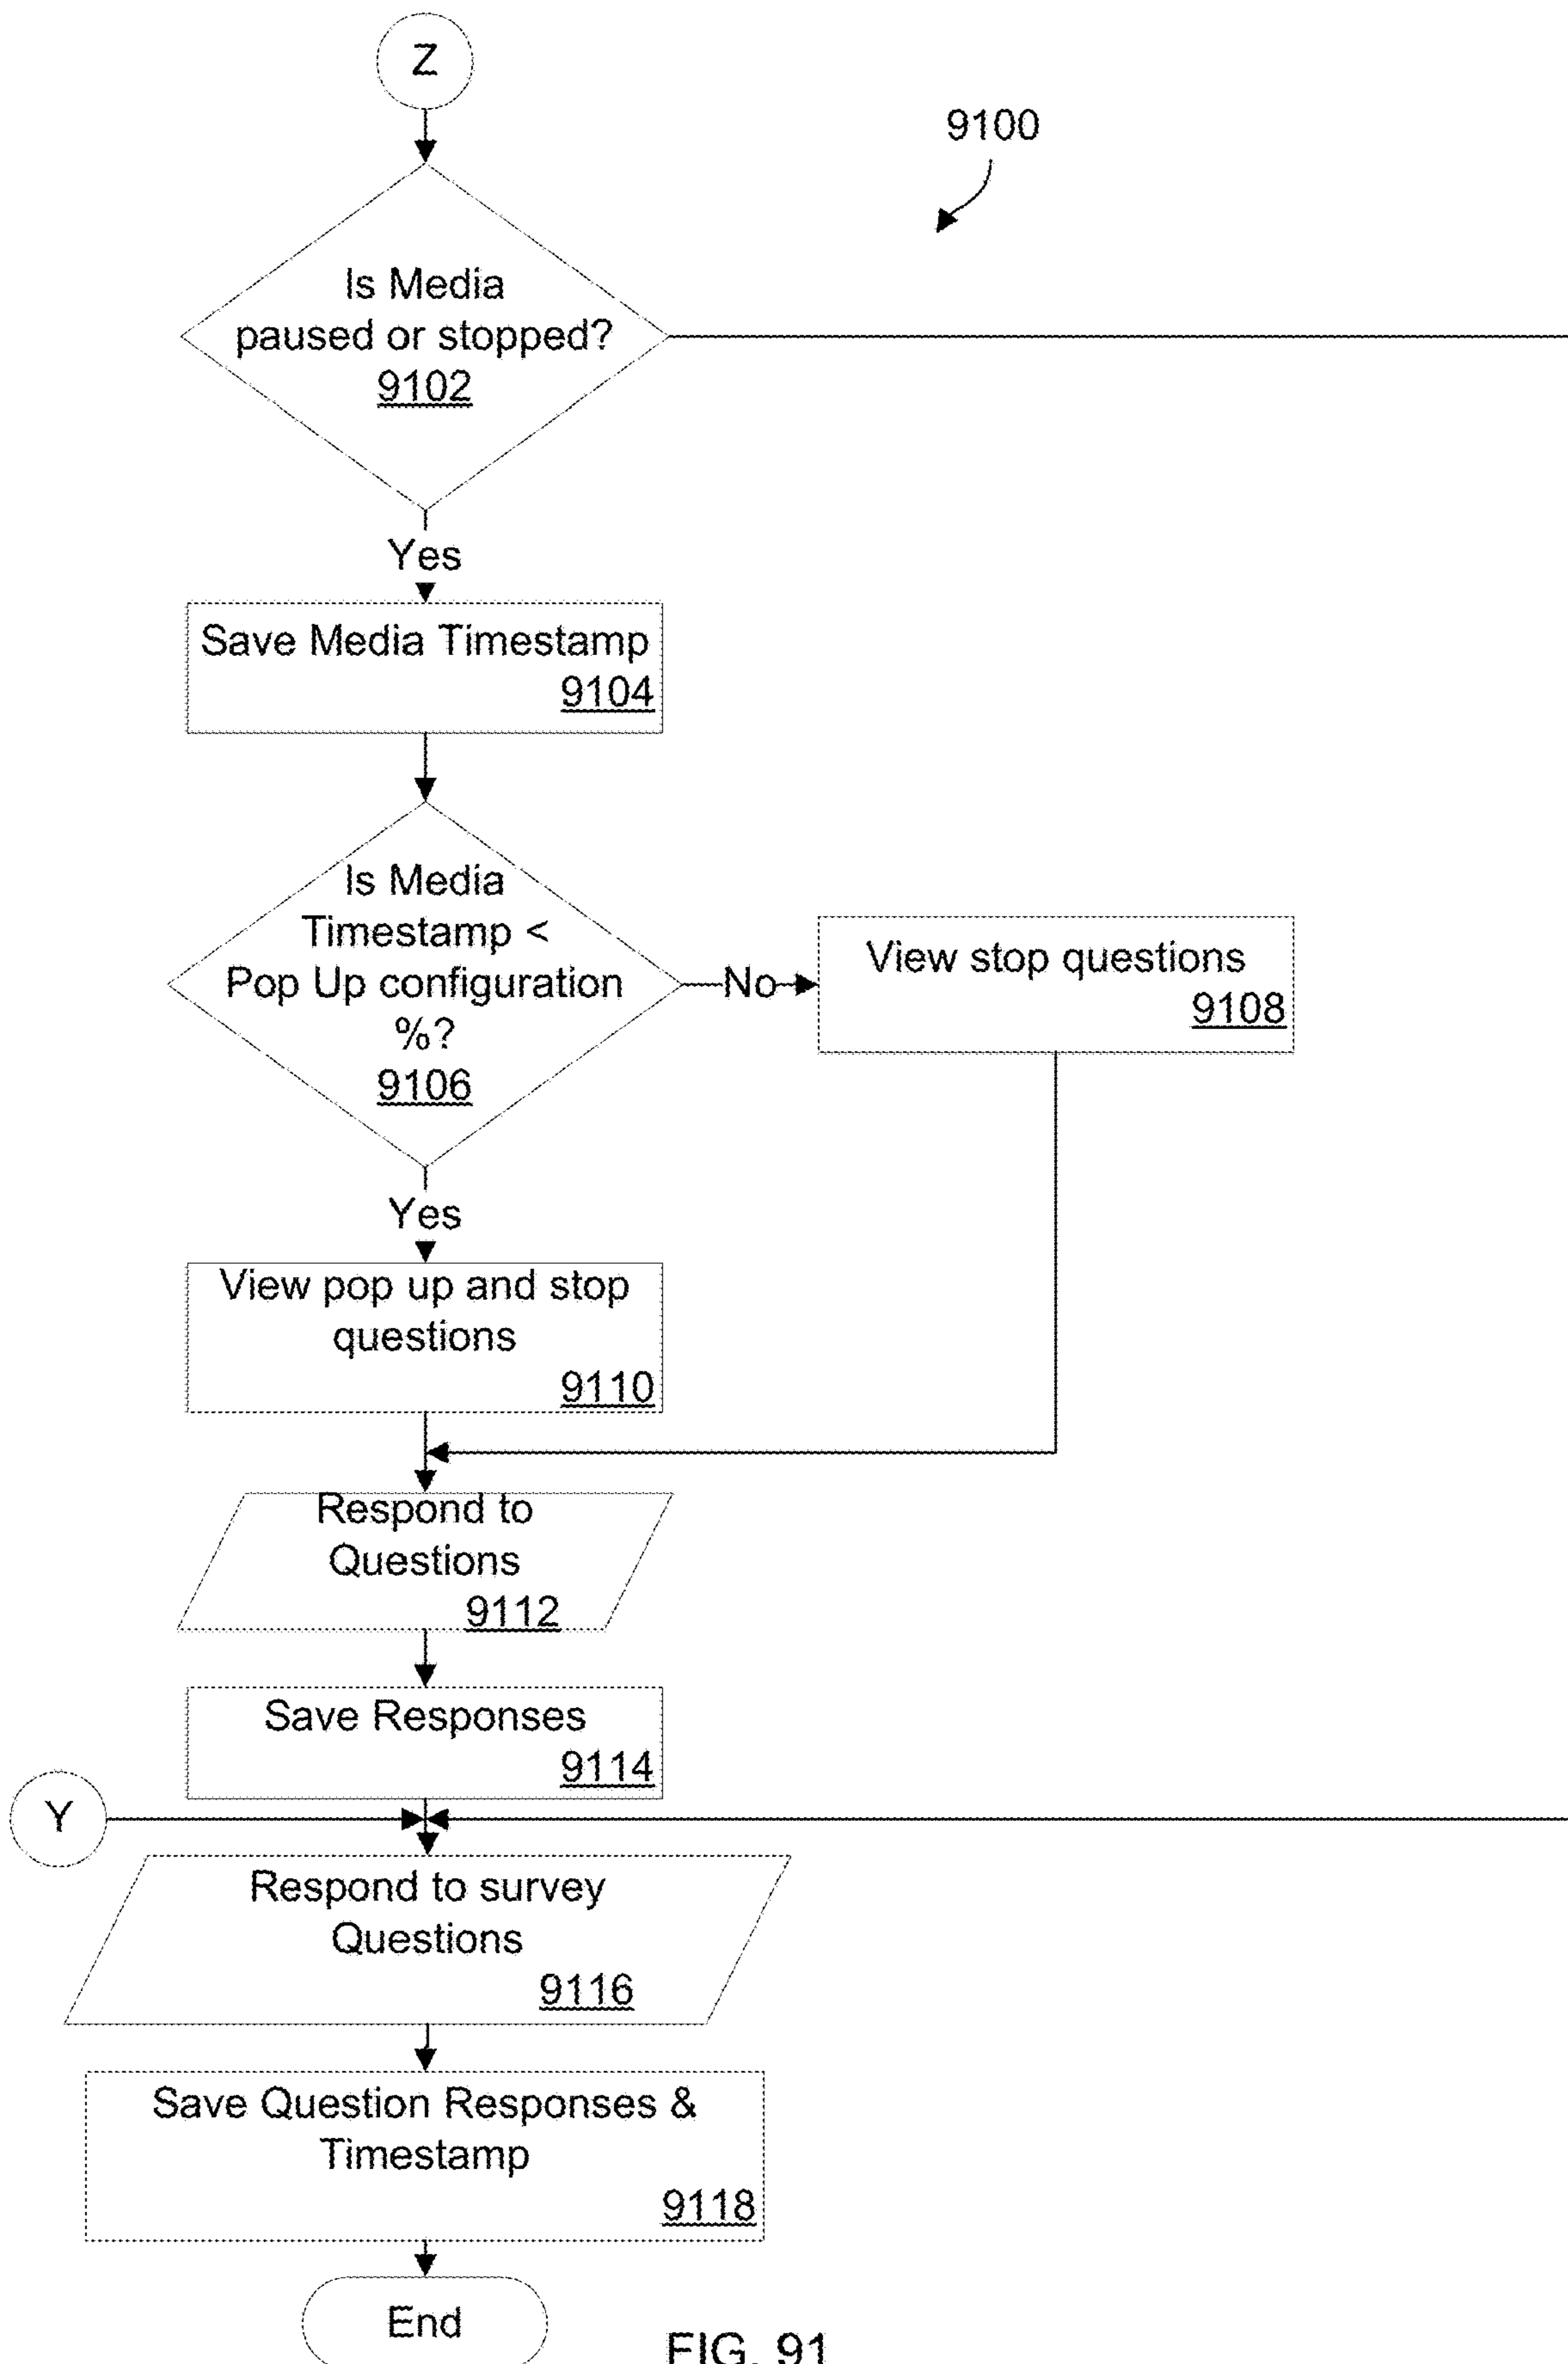 Z
9100
Is Media
paused or stopped?
9102
Yes
Save Media Timestamp
9104
Is Media
Timestamp <
Pop Up configuration
%?
9106
No
View stop questions
9108
Yes
View pop up and stop
questions
9110
Respond to
Questions
9112
Save Responses
9114
Y
Respond to survey
Questions
9116
Save Question Responses &
Timestamp
9118
End
FIG. 91